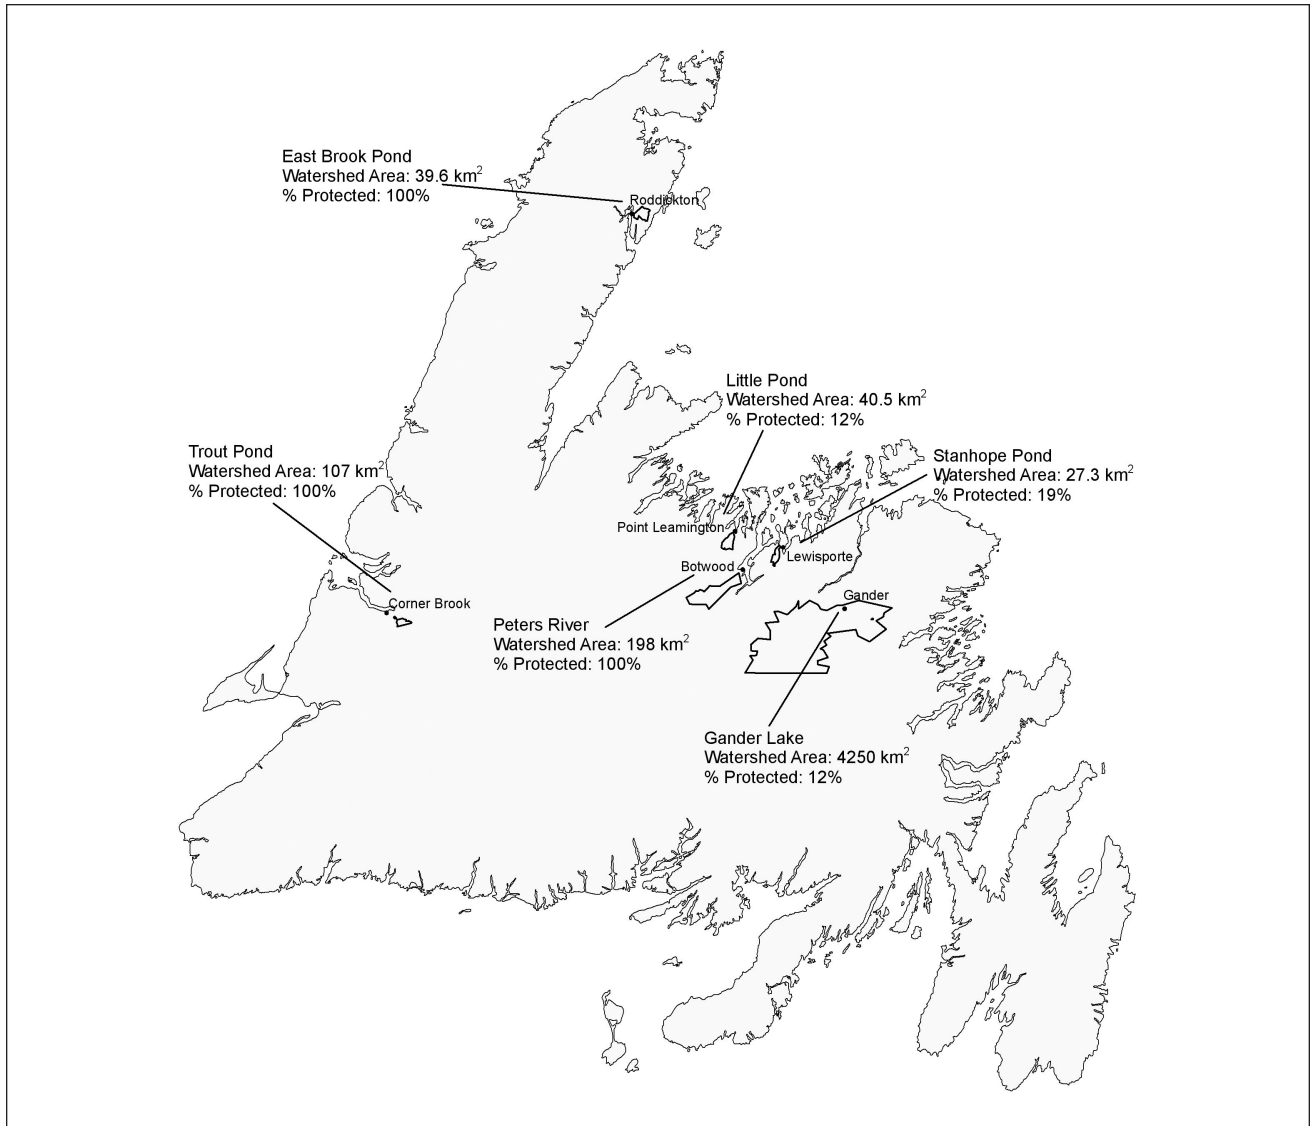 East Brook Pond
Watershed Area: 39.6 km²
% Protected: 100%
Roddickton
Little Pond
Watershed Area: 40.5 km²
% Protected: 12%
Trout Pond
Watershed Area: 107 km²
% Protected: 100%
Stanhope Pond
Watershed Area: 27.3 km²
% Protected: 19%
Point Leamington
Lewisporte
Botwood
Gander
Corner Brook
Peters River
Watershed Area: 198 km²
% Protected: 100%
Gander Lake
Watershed Area: 4250 km²
% Protected: 12%